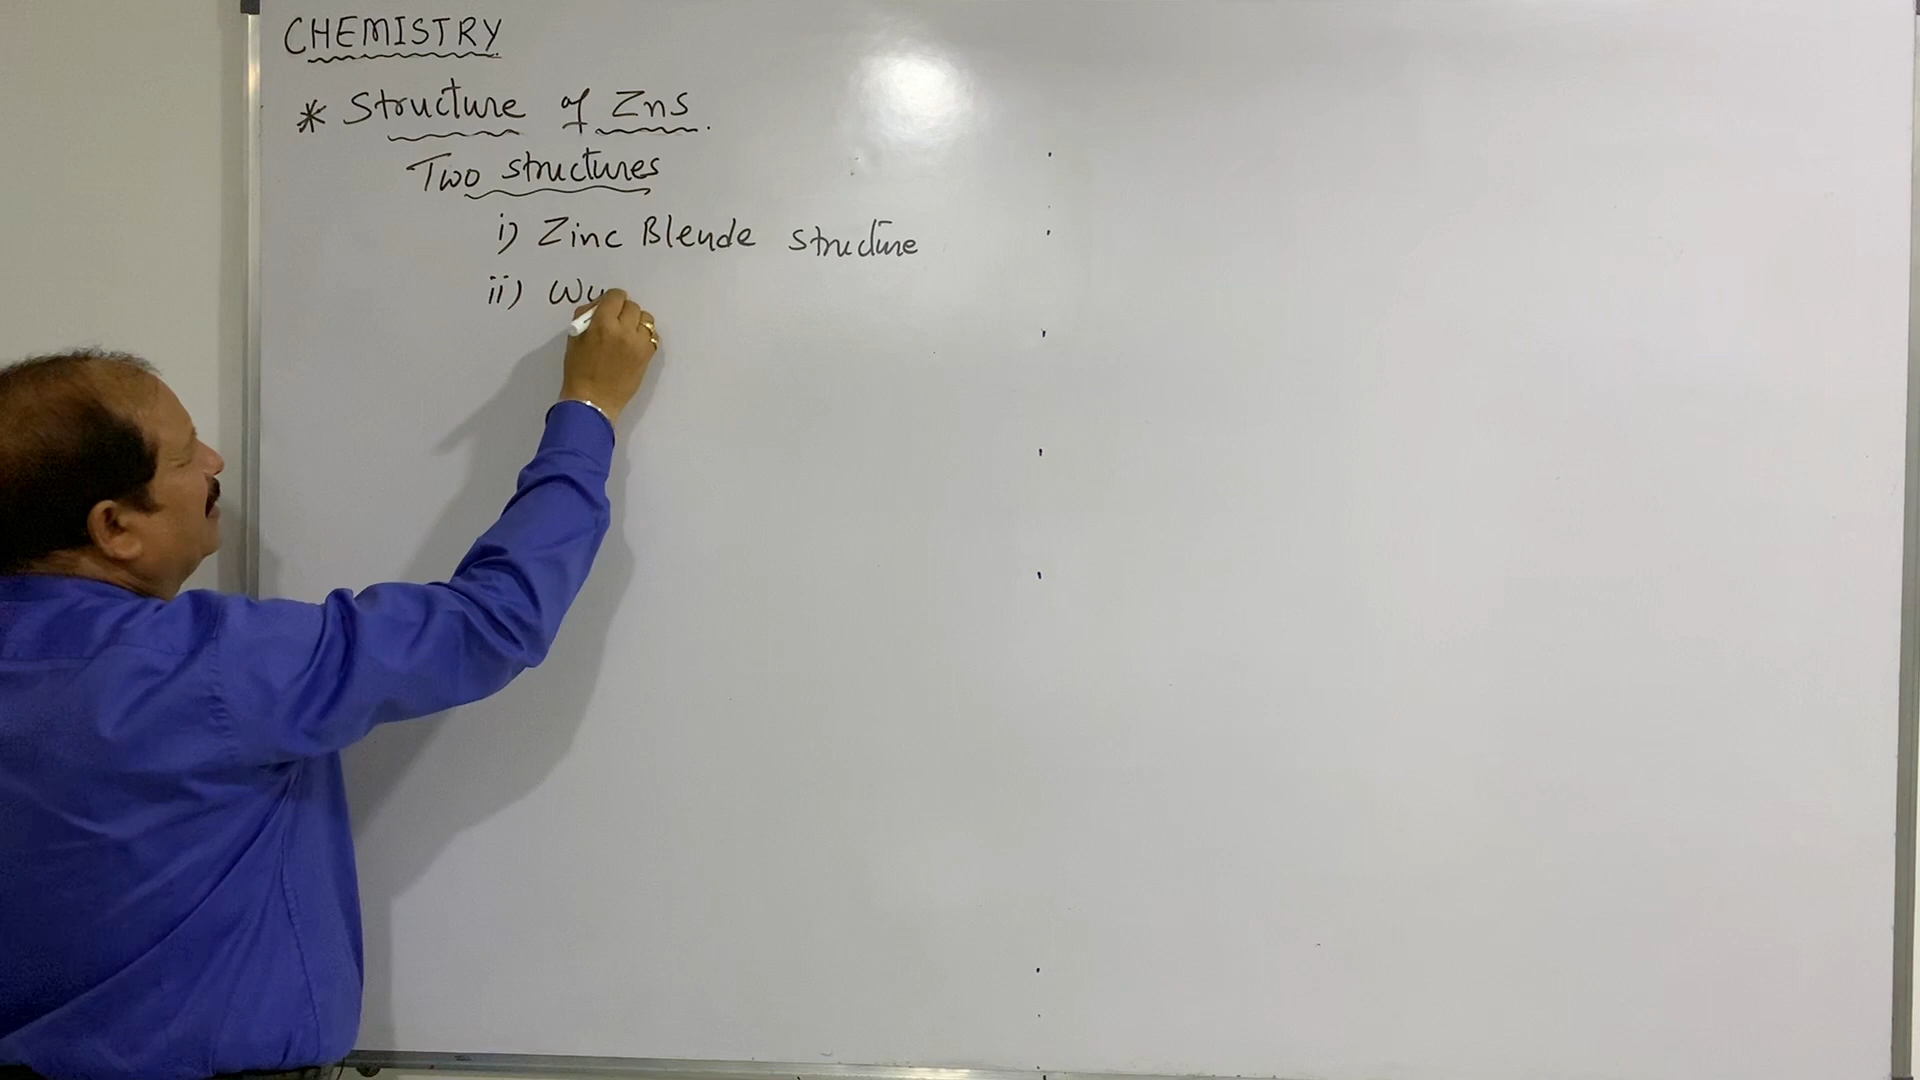 CHEMISTRY
* Structure of ZnS.
Two structures
i) Zinc Blende structure
ii) Wu